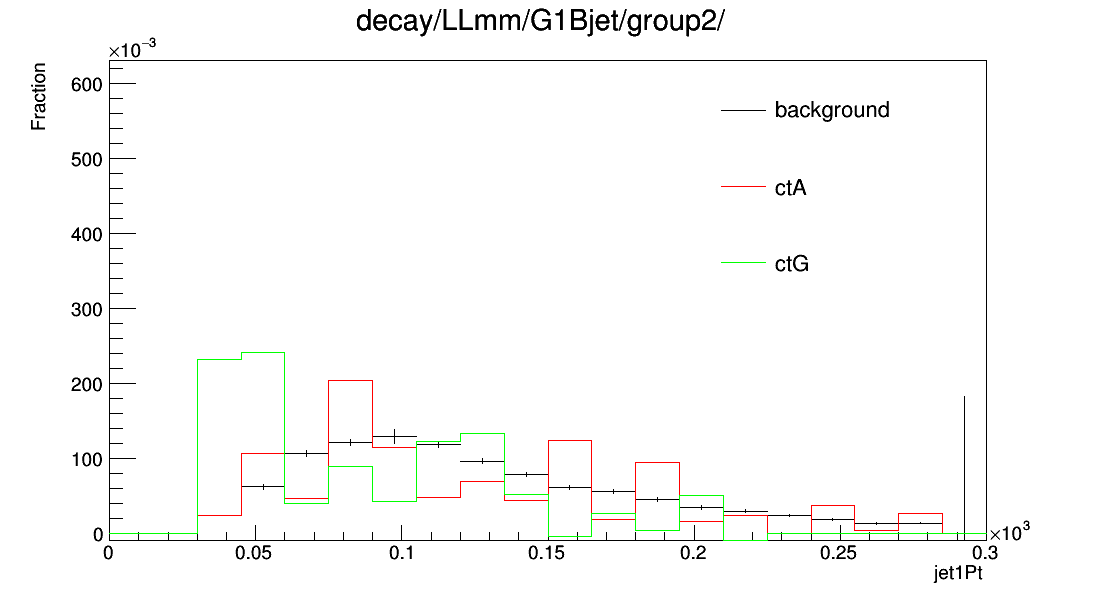 decay/LLmm/G1Bjet/group2/
×10⁻³
Fraction
600
500
400
300
200
100
0
background
ctA
ctG
0 0.05 0.1 0.15 0.2 0.25 0.3
×10³
jet1Pt